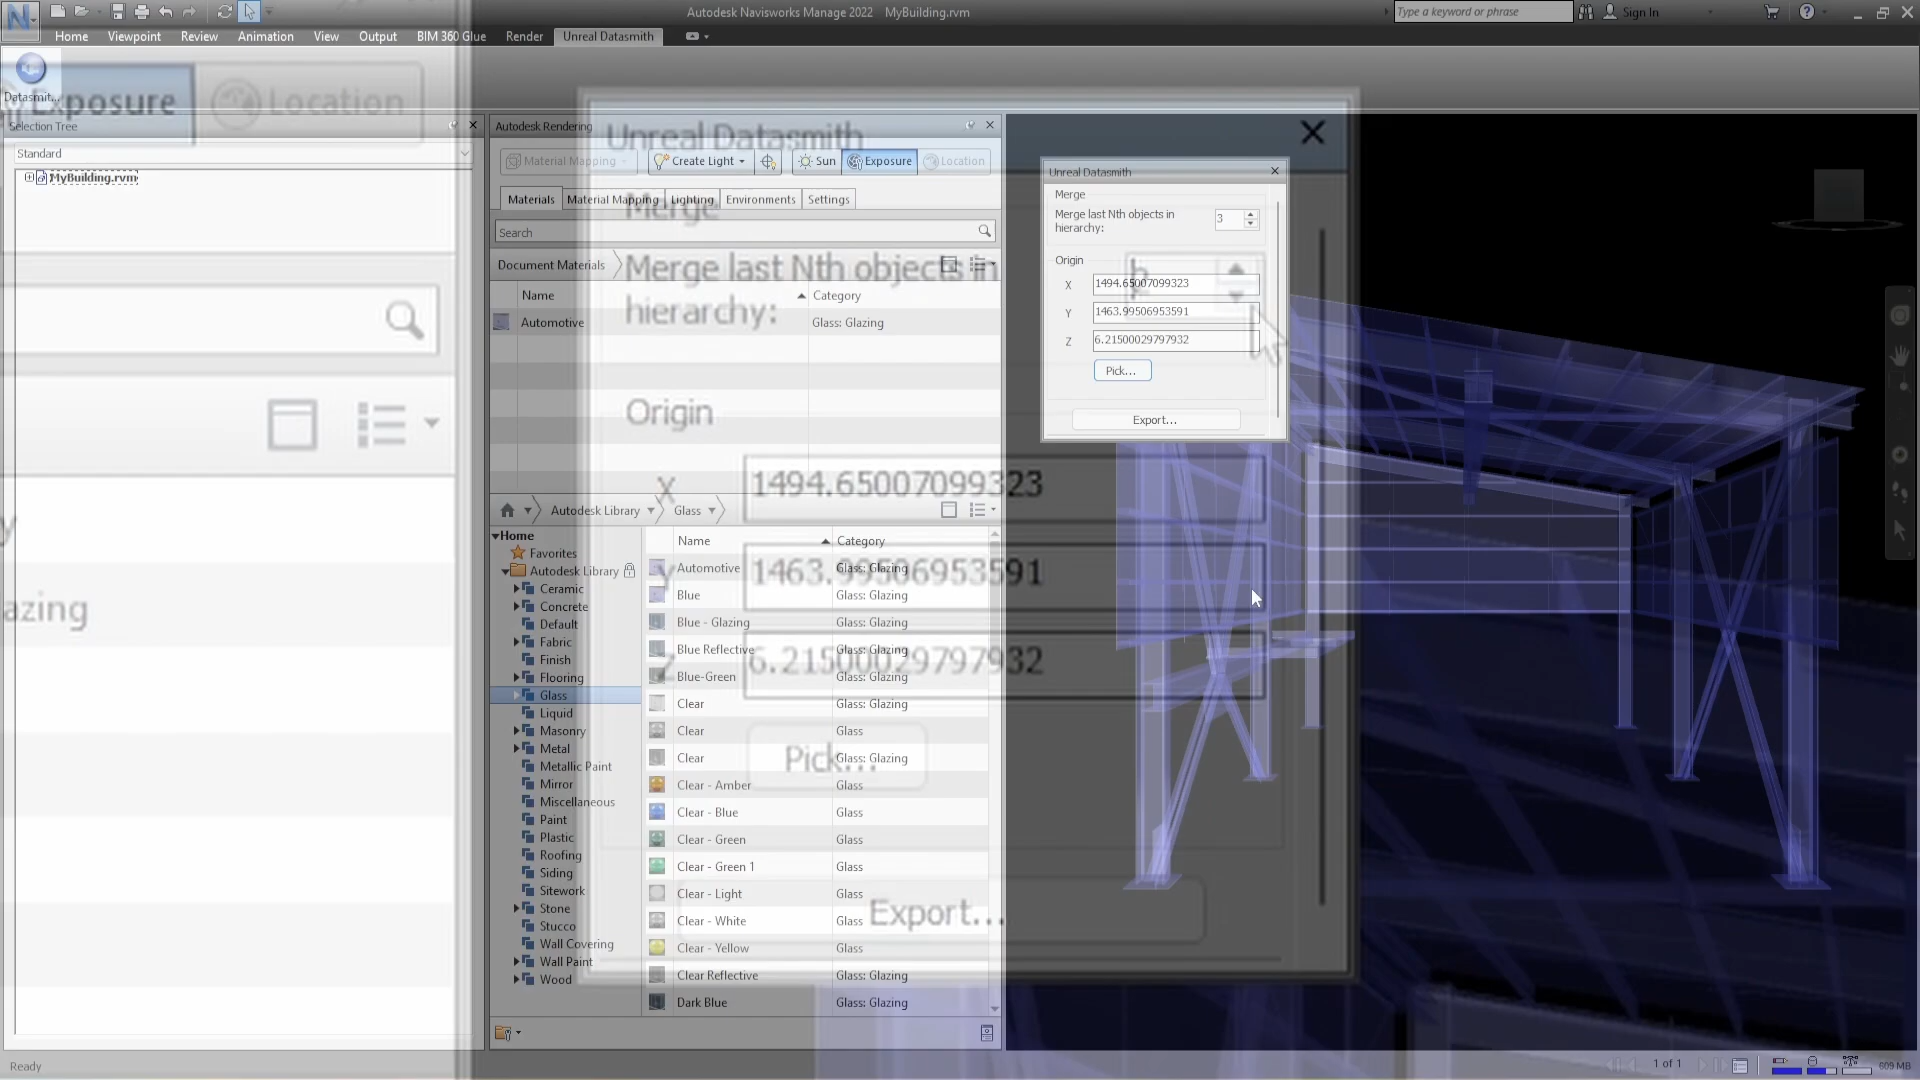 Autodesk Navisworks Manage 2022 MyBuilding.rvm
Type a keyword or phrase
Sign In
Home Viewpoint Review Animation View Output BIM 360 Glue Render Unreal Datasmith
Datasmit...
Exposure Location
Selection Tree
Standard
MyBuilding.rvm
Autodesk Rendering
Material Mapping Create Light Sun Exposure Location
Materials Material Mapping Lighting Environments Settings
Search
Document Materials
Name Category
Automotive Glass: Glazing
Autodesk Library Glass
Home
Favorites
Autodesk Library
Ceramic
Concrete
Default
Fabric
Finish
Flooring
Glass
Liquid
Masonry
Metal
Metallic Paint
Mirror
Miscellaneous
Paint
Plastic
Roofing
Siding
Sitework
Stone
Stucco
Wall Covering
Wall Paint
Wood
Name Category
Automotive Glass: Glazing
Blue Glass: Glazing
Blue - Glazing Glass: Glazing
Blue Reflective Glass: Glazing
Blue-Green Glass: Glazing
Clear Glass: Glazing
Clear Glass
Clear Glass: Glazing
Clear - Amber Glass
Clear - Blue Glass
Clear - Green Glass
Clear - Green 1 Glass
Clear - Light Glass
Clear - White Glass
Clear - Yellow Glass
Clear Reflective Glass: Glazing
Dark Blue Glass: Glazing
Unreal Datasmith
Merge
Merge last Nth objects in
hierarchy:
Origin
X 1494.65007099323
Y 1463.99506953591
Z 6.21500029797932
Pick...
Export...
Unreal Datasmith
Merge
Merge last Nth objects in
hierarchy: 3
Origin
X 1494.65007099323
Y 1463.99506953591
Z 6.21500029797932
Pick...
Export...
azing
Ready
1 of 1
609 MB